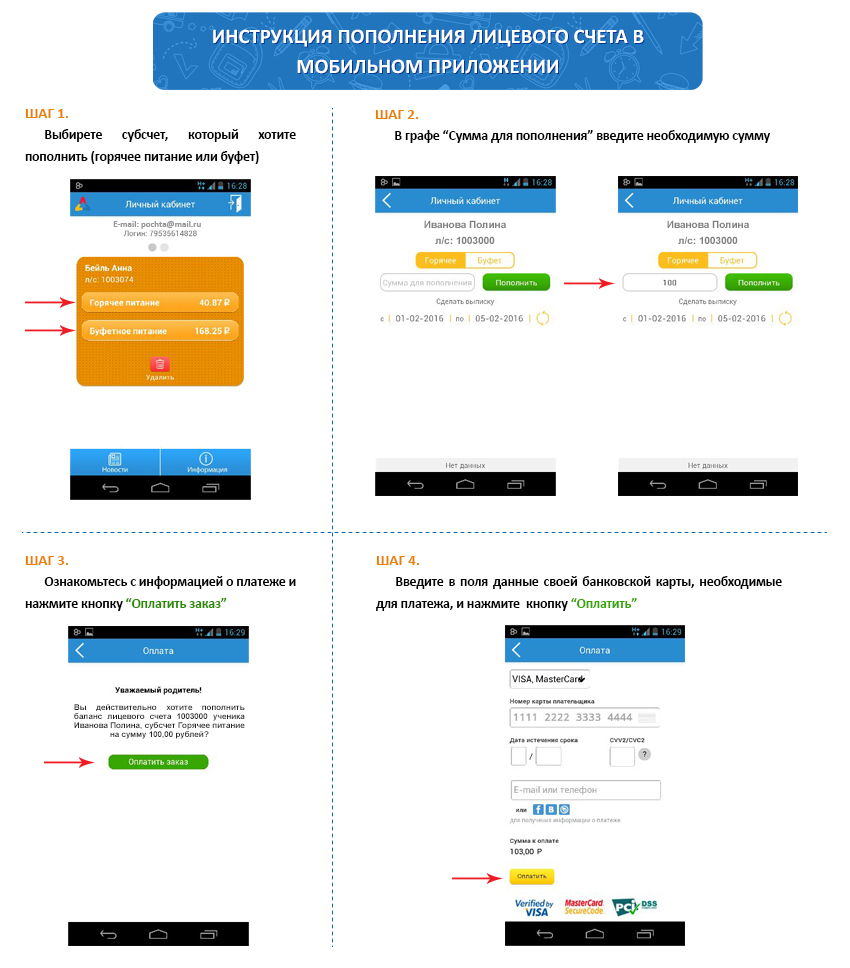 ИНСТРУКЦИЯ ПОПОЛНЕНИЯ ЛИЦЕВОГО СЧЕТА В
МОБИЛЬНОМ ПРИЛОЖЕНИИ
ШАГ 1.
Выбирете субсчет, который хотите
пополнить (горячее питание или буфет)
16:28
Личный кабинет
E-mail: pochta@mail.ru
Логин: 79535614828
Бейль Анна
л/с: 1003074
Горячее питание 40.87 ₽
Буфетное питание 168.25 ₽
Удалить
Новости Информация
ШАГ 2.
В графе “Сумма для пополнения” введите необходимую сумму
16:28
Личный кабинет
Иванова Полина
л/с: 1003000
Горячее Буфет
Сумма для пополнения Пополнить
Сделать выписку
с 01-02-2016 по 05-02-2016
Нет данных
16:28
Личный кабинет
Иванова Полина
л/с: 1003000
Горячее Буфет
100 Пополнить
Сделать выписку
с 01-02-2016 по 05-02-2016
Нет данных
ШАГ 3.
Ознакомьтесь с информацией о платеже и
нажмите кнопку “Оплатить заказ”
16:29
Оплата
Уважаемый родитель!
Вы действительно хотите пополнить
баланс лицевого счета 1003000 ученика
Иванова Полина, субсчет Горячее питание
на сумму 100,00 рублей?
Оплатить заказ
ШАГ 4.
Введите в поля данные своей банковской карты, необходимые
для платежа, и нажмите кнопку “Оплатить”
16:29
Оплата
VISA, MasterCard
Номер карты плательщика
1111 2222 3333 4444
Дата истечения срока CVV2/CVC2
/ ?
E-mail или телефон
или f B
для получения информации о платеже
Сумма к оплате
103,00 ₽
Оплатить
Verified by
VISA
MasterCard
SecureCode
PCI DSS